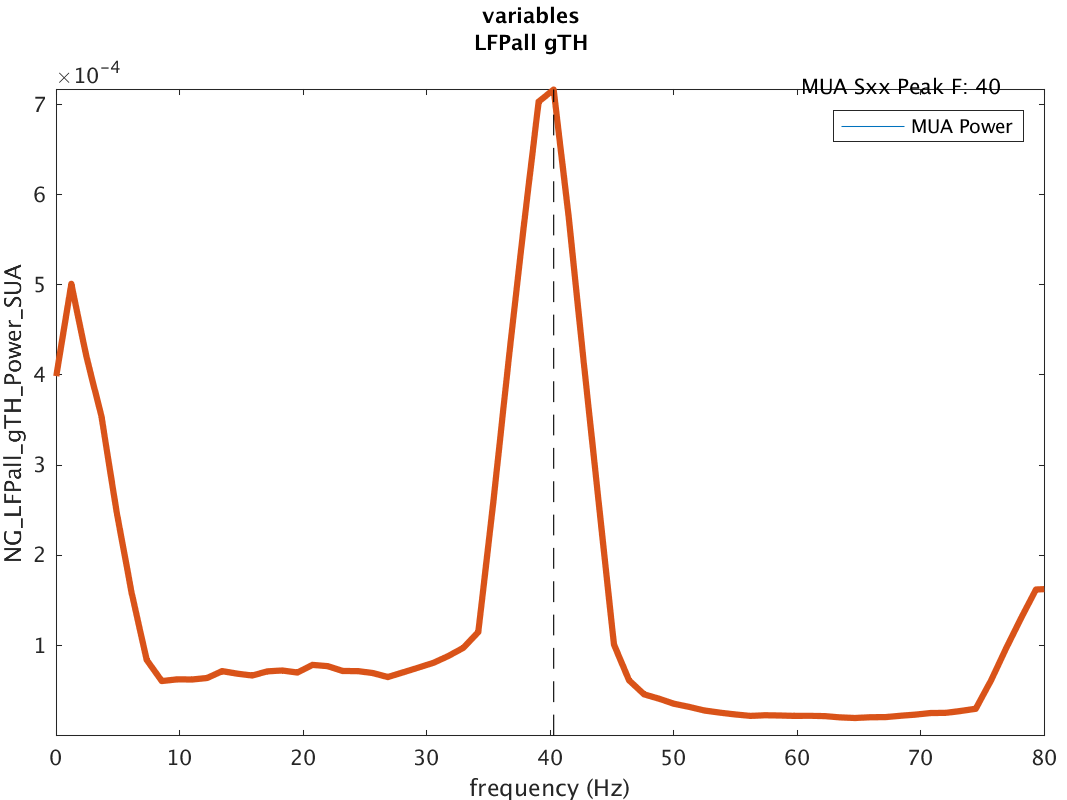 variables
LFPall gTH
×10⁻⁴
MUA Sxx Peak F: 40
MUA Power
7
6
5
4
3
2
1
NG_LFPall_gTH_Power_SUA
0 10 20 30 40 50 60 70 80
frequency (Hz)